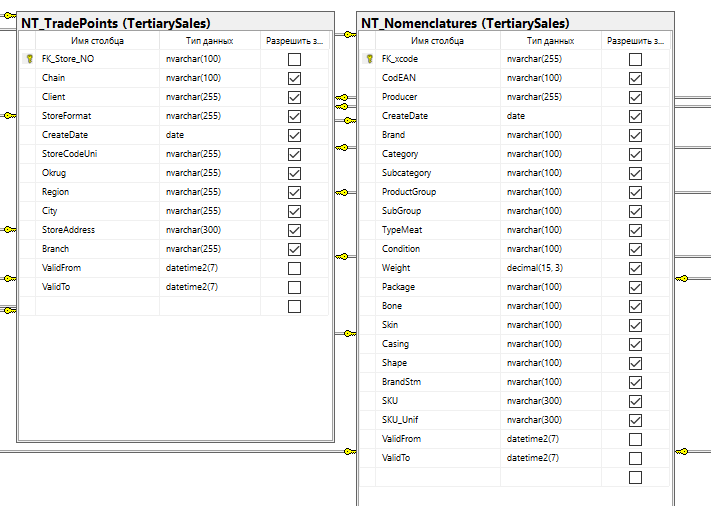 NT_TradePoints (TertiarySales)
Имя столбца Тип данных Разрешить з...
FK_Store_NO nvarchar(100)
Chain nvarchar(100)
Client nvarchar(255)
StoreFormat nvarchar(255)
CreateDate date
StoreCodeUni nvarchar(255)
Okrug nvarchar(255)
Region nvarchar(255)
City nvarchar(255)
StoreAddress nvarchar(300)
Branch nvarchar(255)
ValidFrom datetime2(7)
ValidTo datetime2(7)
NT_Nomenclatures (TertiarySales)
Имя столбца Тип данных Разрешить з...
FK_xcode nvarchar(255)
CodEAN nvarchar(100)
Producer nvarchar(255)
CreateDate date
Brand nvarchar(100)
Category nvarchar(100)
Subcategory nvarchar(100)
ProductGroup nvarchar(100)
SubGroup nvarchar(100)
TypeMeat nvarchar(100)
Condition nvarchar(100)
Weight decimal(15, 3)
Package nvarchar(100)
Bone nvarchar(100)
Skin nvarchar(100)
Casing nvarchar(100)
Shape nvarchar(100)
BrandStm nvarchar(100)
SKU nvarchar(300)
SKU_Unif nvarchar(300)
ValidFrom datetime2(7)
ValidTo datetime2(7)